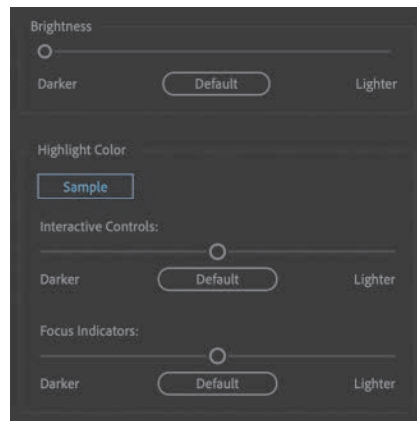 Brightness
Darker Default Lighter
Highlight Color
Sample
Interactive Controls:
Darker Default Lighter
Focus Indicators:
Darker Default Lighter